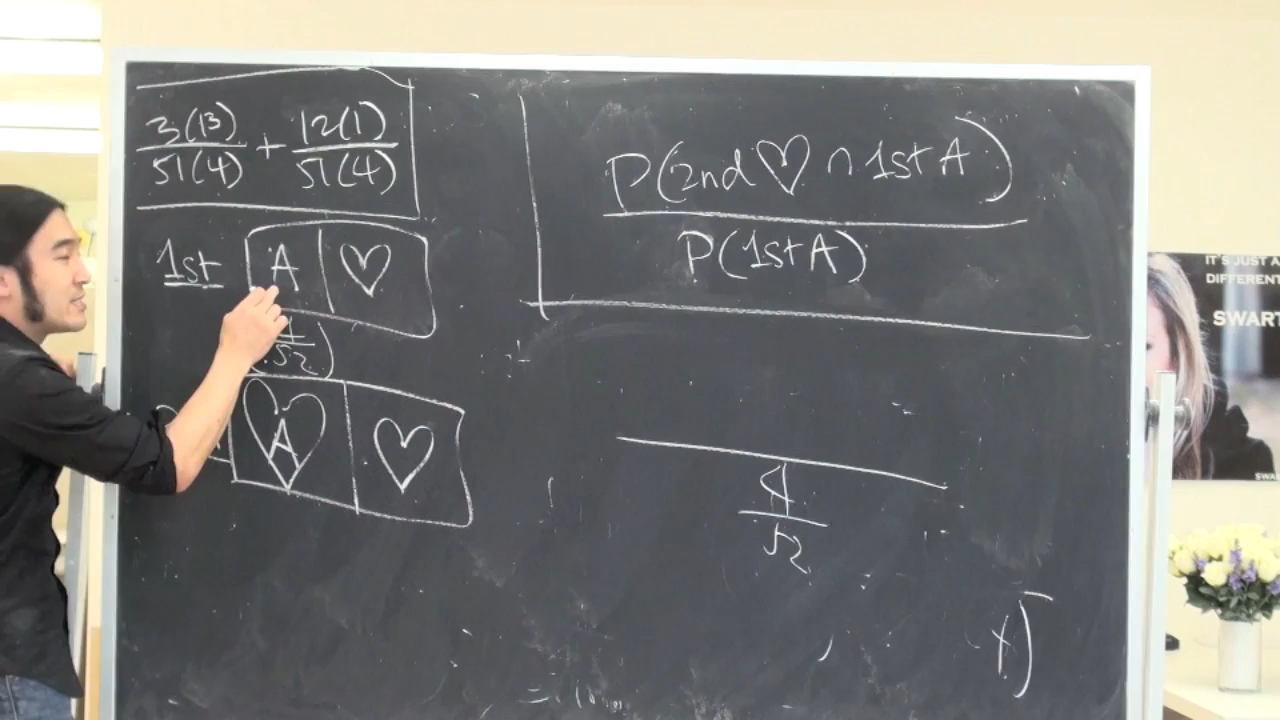 3(13) / 51(4) + 12(1) / 51(4)
P(2nd ♡ ∩ 1st A)
P(1st A)
1st A ♡
52
A ♡
4
52
IT'S JUST A
DIFFERENT
SWART